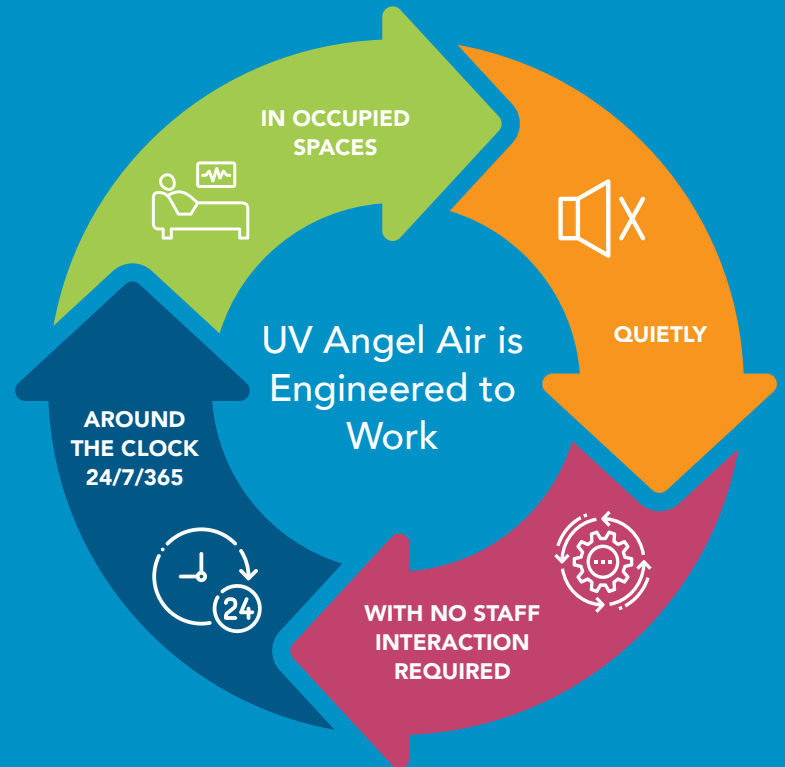 IN OCCUPIED
SPACES
QUIETLY
UV Angel Air is
Engineered to
Work
AROUND
THE CLOCK
24/7/365
24
WITH NO STAFF
INTERACTION
REQUIRED